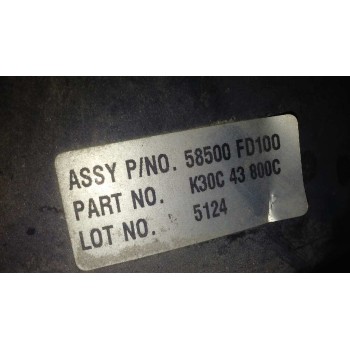 ASSY P/NO. 58500 FD100
PART NO. K30C 43 800C
LOT NO. 5124